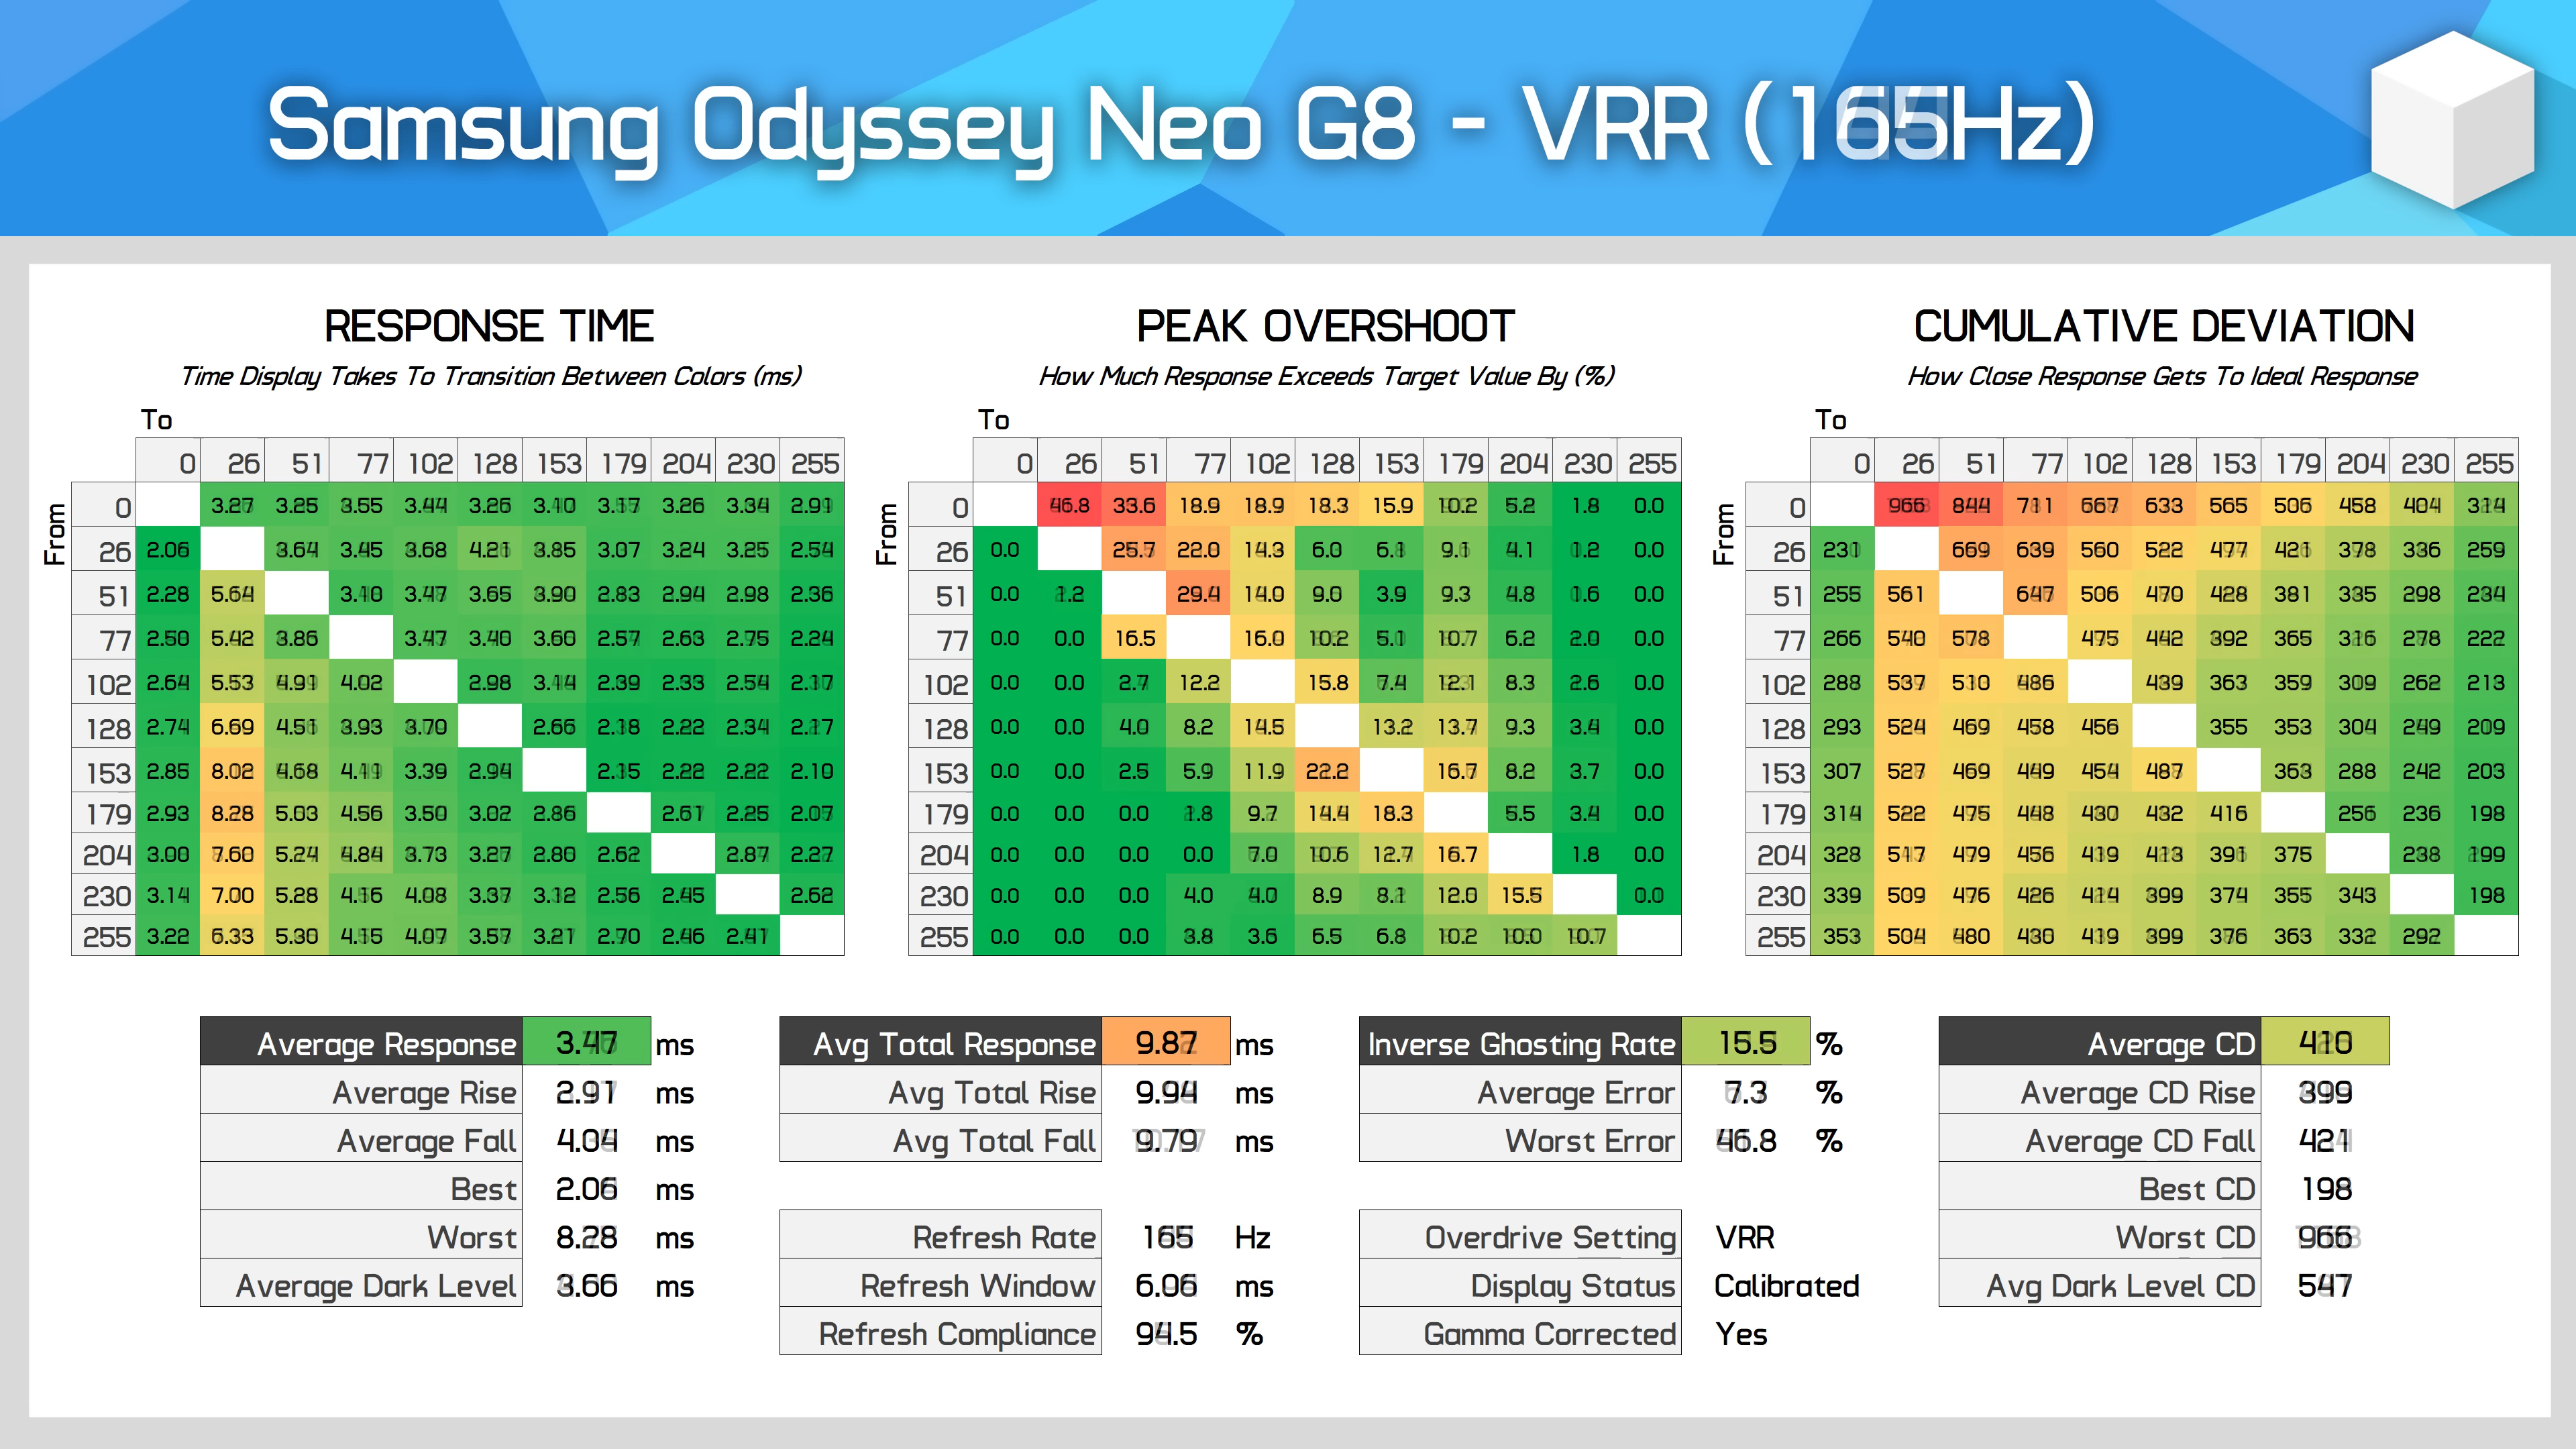 Samsung Odyssey Neo G8 - VRR (165Hz)
RESPONSE TIME
Time Display Takes To Transition Between Colors (ms)
To
From
0 26 51 77 102 128 153 179 204 230 255
0 3.27 3.25 3.55 3.44 3.26 3.40 3.17 3.26 3.34 2.91
26 2.06 3.64 3.45 3.68 4.21 3.85 3.07 3.24 3.25 2.54
51 2.28 5.64 3.40 3.47 3.65 3.90 2.83 2.94 2.98 2.36
77 2.50 5.42 3.86 3.47 3.40 3.60 2.57 2.63 2.75 2.24
102 2.64 5.53 4.91 4.02 2.98 3.14 2.39 2.33 2.54 2.17
128 2.74 6.69 4.51 3.93 3.70 2.66 2.18 2.22 2.34 2.17
153 2.85 8.02 4.68 4.49 3.39 2.94 2.15 2.22 2.21 2.10
179 2.93 8.28 5.03 4.56 3.50 3.02 2.86 2.61 2.25 2.07
204 3.00 7.60 5.24 4.84 3.73 3.27 2.80 2.62 2.87 2.27
230 3.14 7.00 5.28 4.56 4.08 3.37 3.12 2.56 2.45 2.62
255 3.22 6.33 5.30 4.55 4.07 3.57 3.21 2.70 2.46 2.41
PEAK OVERSHOOT
How Much Response Exceeds Target Value By (%)
To
From
0 26 51 77 102 128 153 179 204 230 255
0 46.8 33.6 18.9 18.9 18.3 15.9 10.2 5.2 1.8 0.0
26 0.0 25.7 22.0 14.3 6.0 6.1 9.1 4.1 1.2 0.0
51 0.0 1.2 29.4 14.0 9.0 3.9 9.3 4.8 1.6 0.0
77 0.0 0.0 16.5 16.0 10.2 5.1 10.7 6.2 2.0 0.0
102 0.0 0.0 2.7 12.2 15.8 7.4 12.1 8.3 2.6 0.0
128 0.0 0.0 4.0 8.2 14.5 13.2 13.7 9.3 3.4 0.0
153 0.0 0.0 2.5 5.9 11.9 22.2 16.7 8.2 3.7 0.0
179 0.0 0.0 0.0 1.8 9.7 14.4 18.3 5.5 3.4 0.0
204 0.0 0.0 0.0 0.0 7.0 10.6 12.7 16.7 1.8 0.0
230 0.0 0.0 0.0 4.0 4.0 8.9 8.1 12.0 15.5 0.0
255 0.0 0.0 0.0 3.8 3.6 6.5 6.8 10.2 10.0 10.7
CUMULATIVE DEVIATION
How Close Response Gets To Ideal Response
To
From
0 26 51 77 102 128 153 179 204 230 255
0 966 844 711 667 633 565 506 458 404 314
26 231 669 639 560 522 477 421 378 336 259
51 255 561 647 506 470 428 381 335 298 234
77 266 540 578 475 442 392 365 316 278 222
102 288 537 510 486 439 363 359 309 262 213
128 293 524 469 458 456 355 353 304 249 209
153 307 527 469 469 454 487 363 288 242 203
179 314 522 475 468 430 432 416 256 236 198
204 328 517 479 456 419 413 391 375 238 199
230 339 509 476 426 414 399 374 355 343 198
255 353 504 480 430 419 399 376 363 332 292
Average Response 3.47 ms
Average Rise 2.91 ms
Average Fall 4.04 ms
Best 2.06 ms
Worst 8.28 ms
Average Dark Level 3.66 ms
Avg Total Response 9.87 ms
Avg Total Rise 9.94 ms
Avg Total Fall 9.79 ms
Refresh Rate 165 Hz
Refresh Window 6.06 ms
Refresh Compliance 94.5 %
Inverse Ghosting Rate 15.5 %
Average Error 7.3 %
Worst Error 46.8 %
Overdrive Setting VRR
Display Status Calibrated
Gamma Corrected Yes
Average CD 410
Average CD Rise 399
Average CD Fall 421
Best CD 198
Worst CD 966
Avg Dark Level CD 547